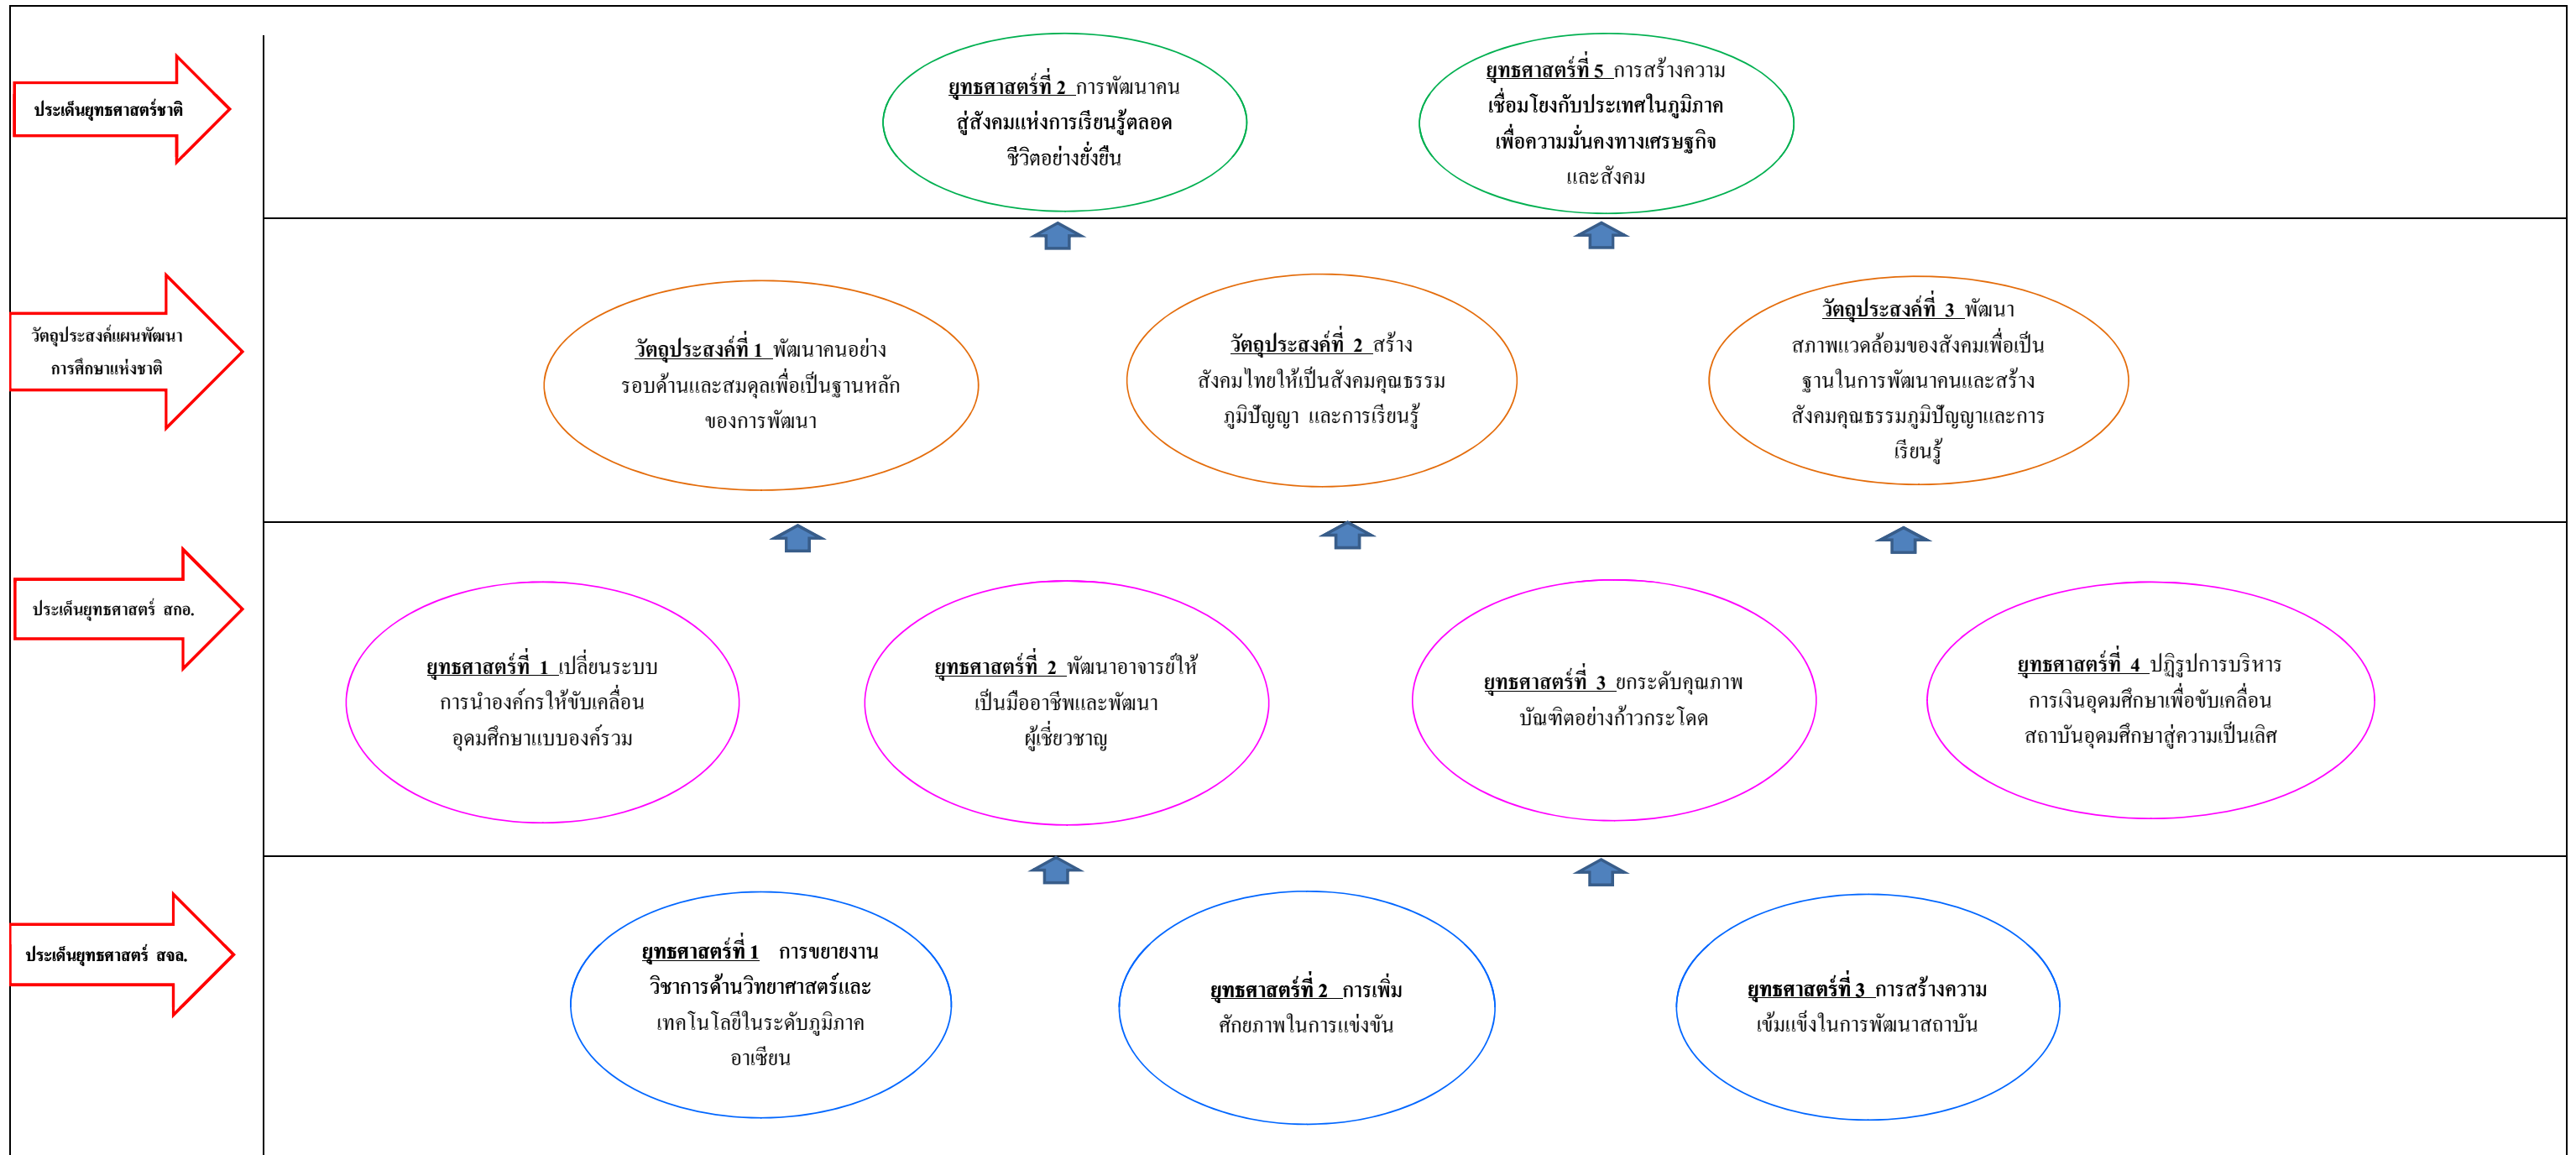 ประเด็นยุทธศาสตร์ชาติ
ยุทธศาสตร์ที่ 2 การพัฒนาคน
สู่สังคมแห่งการเรียนรู้ตลอด
ชีวิตอย่างยั่งยืน
ยุทธศาสตร์ที่ 5 การสร้างความ
เชื่อมโยงกับประเทศในภูมิภาค
เพื่อความมั่นคงทางเศรษฐกิจ
และสังคม
วัตถุประสงค์แผนพัฒนา
การศึกษาแห่งชาติ
วัตถุประสงค์ที่ 1 พัฒนาคนอย่าง
รอบด้านและสมดุลเพื่อเป็นฐานหลัก
ของการพัฒนา
วัตถุประสงค์ที่ 2 สร้าง
สังคมไทยให้เป็นสังคมคุณธรรม
ภูมิปัญญา และการเรียนรู้
วัตถุประสงค์ที่ 3 พัฒนา
สภาพแวดล้อมของสังคมเพื่อเป็น
ฐานในการพัฒนาคนและสร้าง
สังคมคุณธรรมภูมิปัญญาและการ
เรียนรู้
ประเด็นยุทธศาสตร์ สกอ.
ยุทธศาสตร์ที่ 1 เปลี่ยนระบบ
การนำองค์กรให้ขับเคลื่อน
อุดมศึกษาแบบองค์รวม
ยุทธศาสตร์ที่ 2 พัฒนาอาจารย์ให้
เป็นมืออาชีพและพัฒนา
ผู้เชี่ยวชาญ
ยุทธศาสตร์ที่ 3 ยกระดับคุณภาพ
บัณฑิตอย่างก้าวกระโดด
ยุทธศาสตร์ที่ 4 ปฏิรูปการบริหาร
การเงินอุดมศึกษาเพื่อขับเคลื่อน
สถาบันอุดมศึกษาสู่ความเป็นเลิศ
ประเด็นยุทธศาสตร์ สจล.
ยุทธศาสตร์ที่ 1 การขยายงาน
วิชาการด้านวิทยาศาสตร์และ
เทคโนโลยีในระดับภูมิภาค
อาเซียน
ยุทธศาสตร์ที่ 2 การเพิ่ม
ศักยภาพในการแข่งขัน
ยุทธศาสตร์ที่ 3 การสร้างความ
เข้มแข็งในการพัฒนาสถาบัน